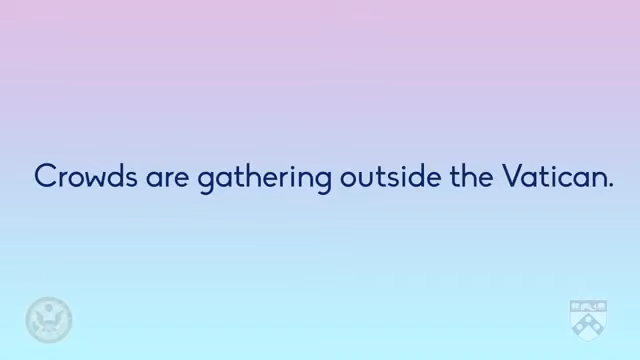 Crowds are gathering outside the Vatican.